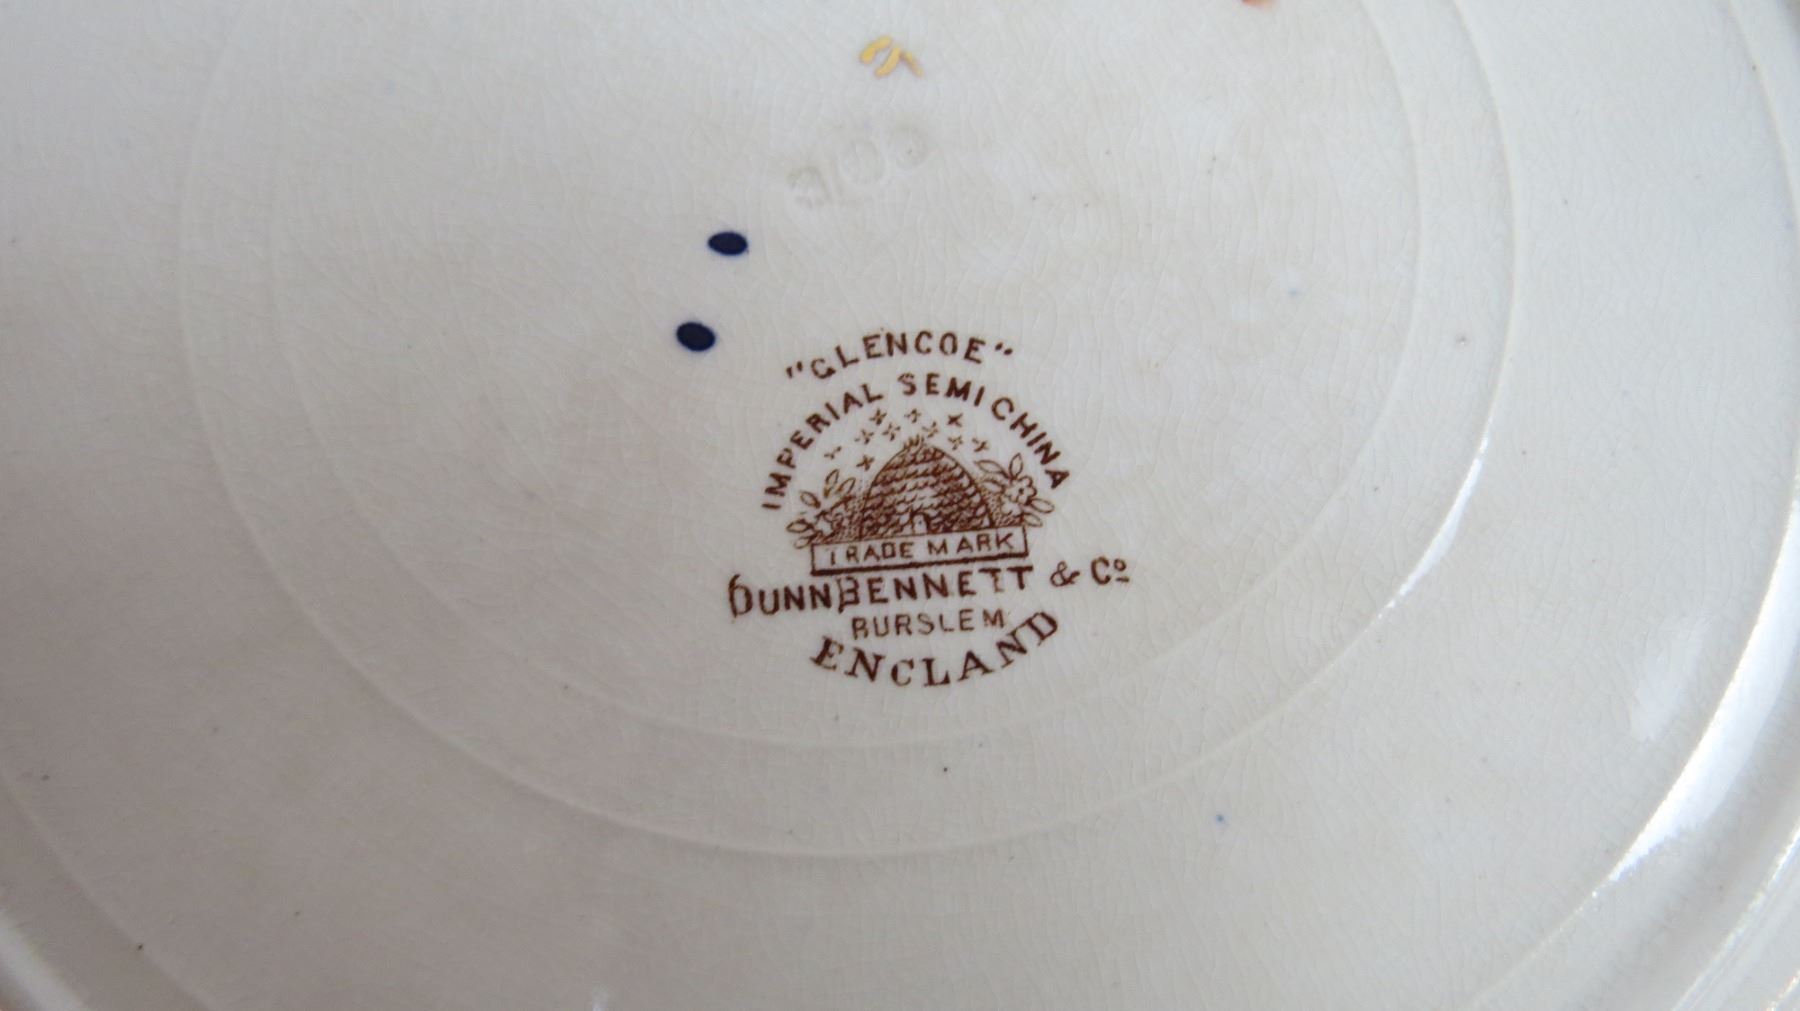 "GLENCOE"
IMPERIAL SEMI CHINA
TRADE MARK
DUNN BENNETT & Co
BURSLEM
ENGLAND